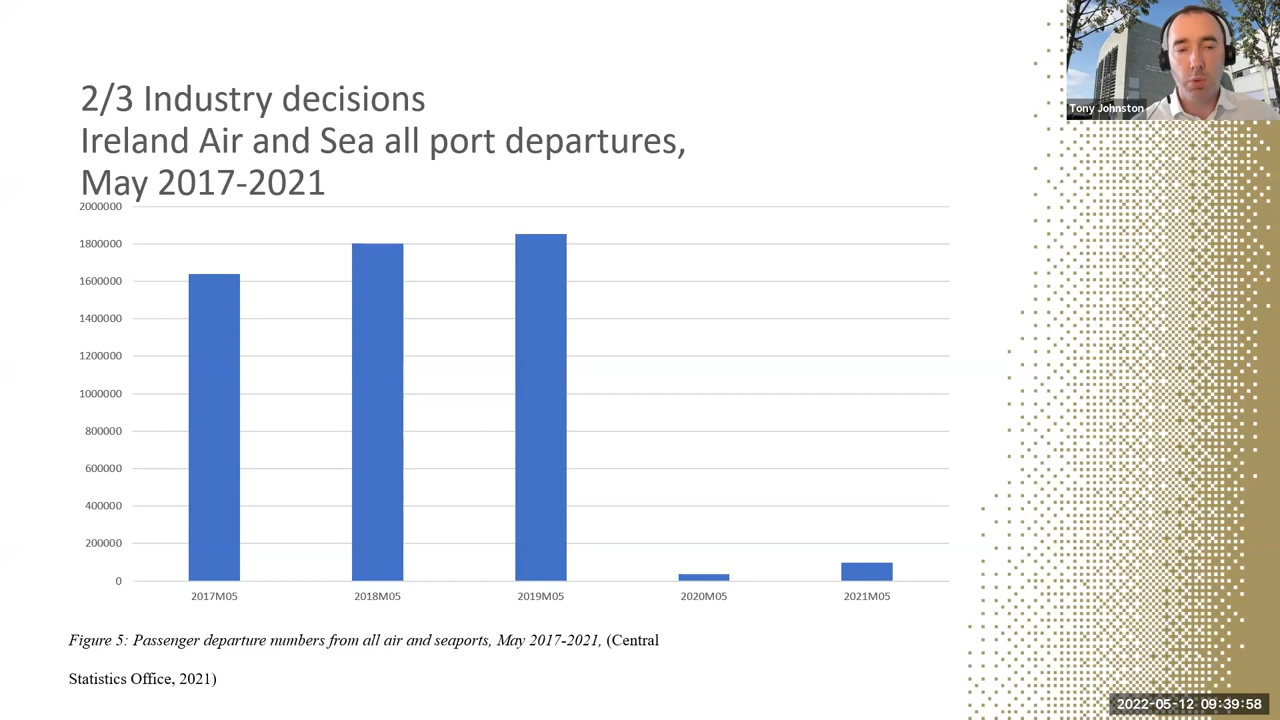 Tony Johnston
2/3 Industry decisions
Ireland Air and Sea all port departures,
May 2017-2021
2000000
1800000
1600000
1400000
1200000
1000000
800000
600000
400000
200000
0
2017M05 2018M05 2019M05 2020M05 2021M05
Figure 5: Passenger departure numbers from all air and seaports, May 2017-2021, (Central
Statistics Office, 2021)
2022-05-12 09:39:58